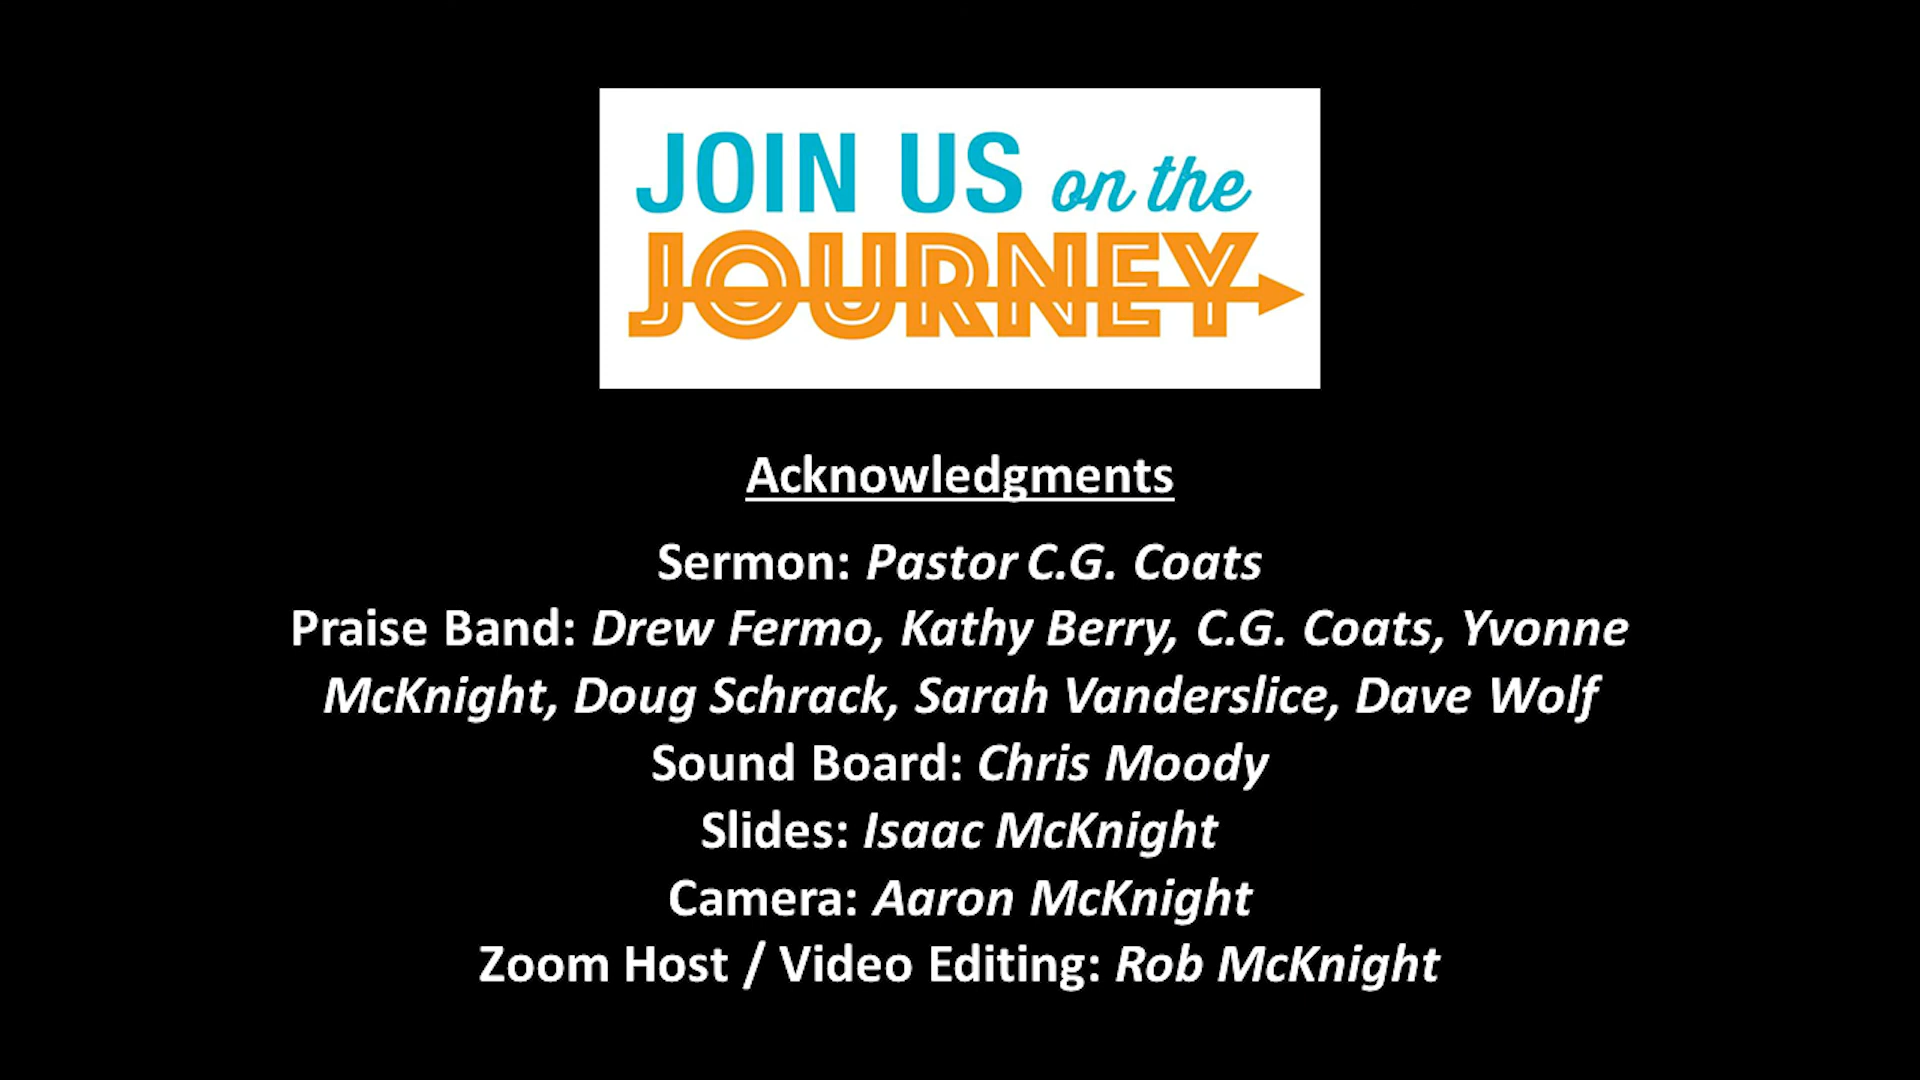 JOIN US on the
JOURNEY
Acknowledgments
Sermon: Pastor C.G. Coats
Praise Band: Drew Fermo, Kathy Berry, C.G. Coats, Yvonne
McKnight, Doug Schrack, Sarah Vanderslice, Dave Wolf
Sound Board: Chris Moody
Slides: Isaac McKnight
Camera: Aaron McKnight
Zoom Host / Video Editing: Rob McKnight